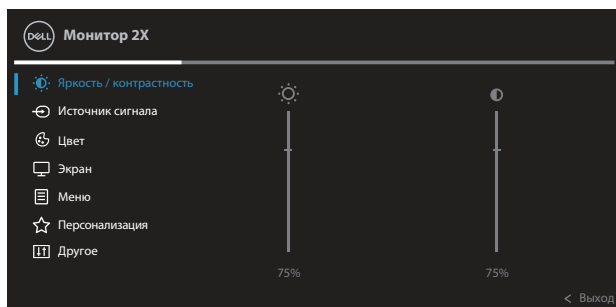 DELL
Монитор 2X
Яркость / контрастность
Источник сигнала
Цвет
Экран
Меню
Персонализация
Другое
75%
75%
< Выход